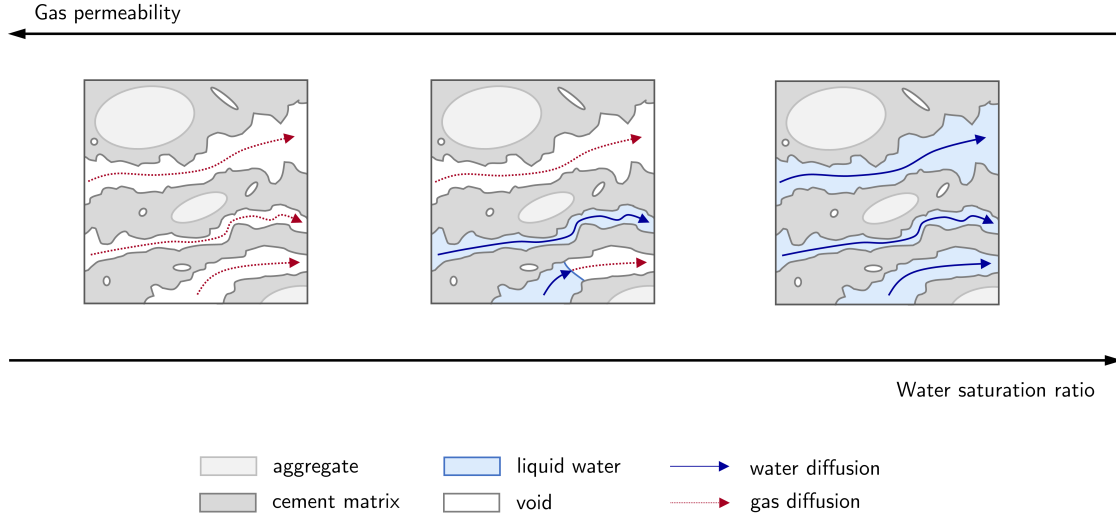 Gas permeability
Water saturation ratio
aggregate
liquid water
water diffusion
cement matrix
void
gas diffusion